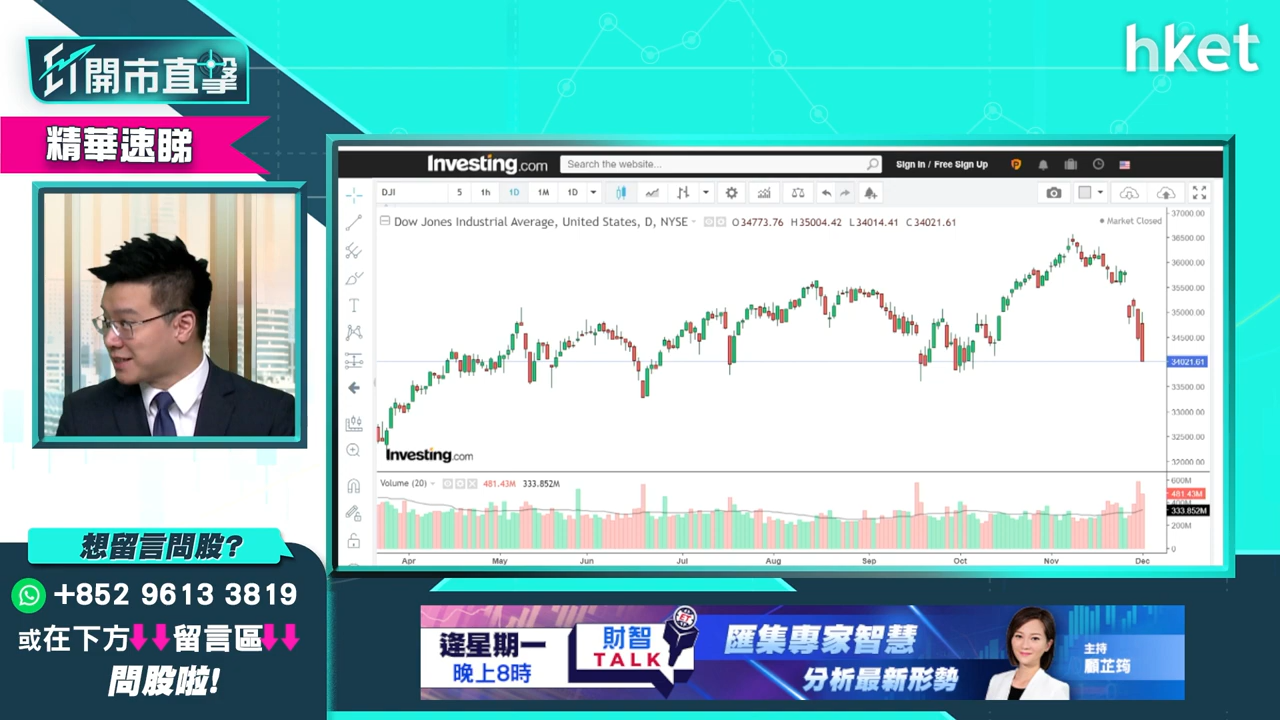 hket
ET開市直擊
精華速睇
Investing.com
Search the website...
Sign In / Free Sign Up
DJI
5
1h
1D
1M
1D
Dow Jones Industrial Average, United States, D, NYSE
O34773.76 H35004.42 L34014.41 C34021.61
Market Closed
37000.00
36500.00
36000.00
35500.00
35000.00
34500.00
34021.61
33500.00
33000.00
32500.00
32000.00
Investing.com
Volume (20)
481.43M 333.852M
600M
481.43M
400M
333.852M
200M
0
Apr May Jun Jul Aug Sep Oct Nov Dec
想留言問股?
+852 9613 3819
或在下方留言區
問股啦!
逢星期一
晚上8時
財智
TALK
匯集專家智慧
分析最新形勢
主持
顧芷筠